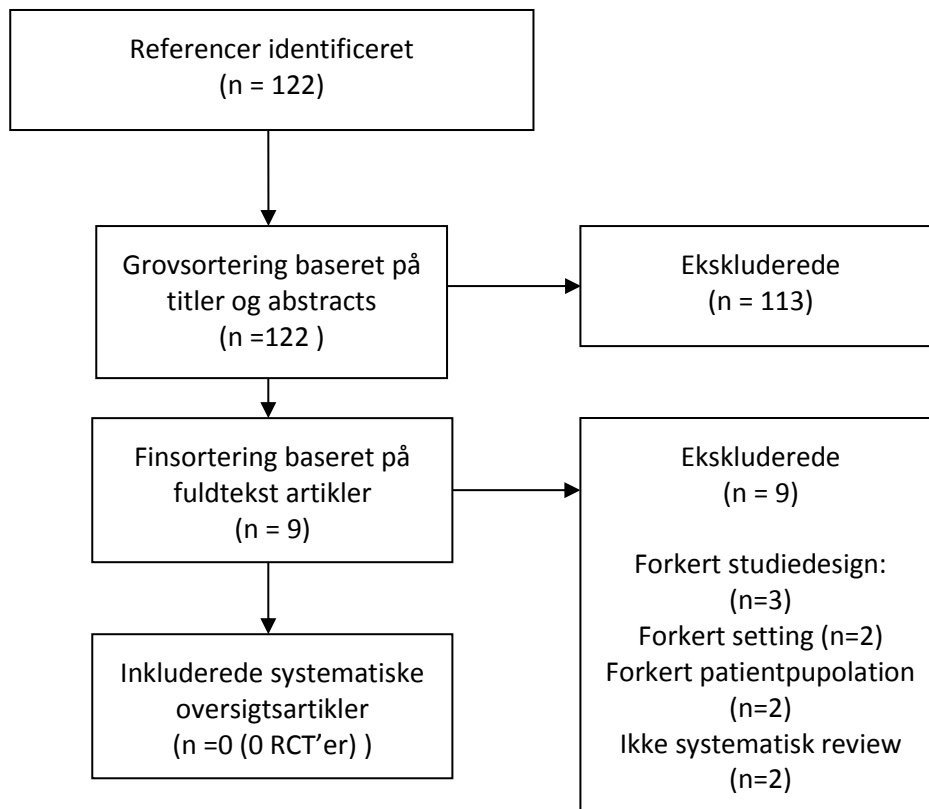 Referencer identificeret
(n = 122)
Grovsortering baseret på
titler og abstracts
(n =122 )
Ekskluderede
(n = 113)
Finsortering baseret på
fuldtekst artikler
(n = 9)
Ekskluderede
(n = 9)
Forkert studiedesign:
(n=3)
Forkert setting (n=2)
Forkert patientpupolation
(n=2)
Ikke systematisk review
(n=2)
Inkluderede systematiske
oversigtsartikler
(n =0 (0 RCT’er) )